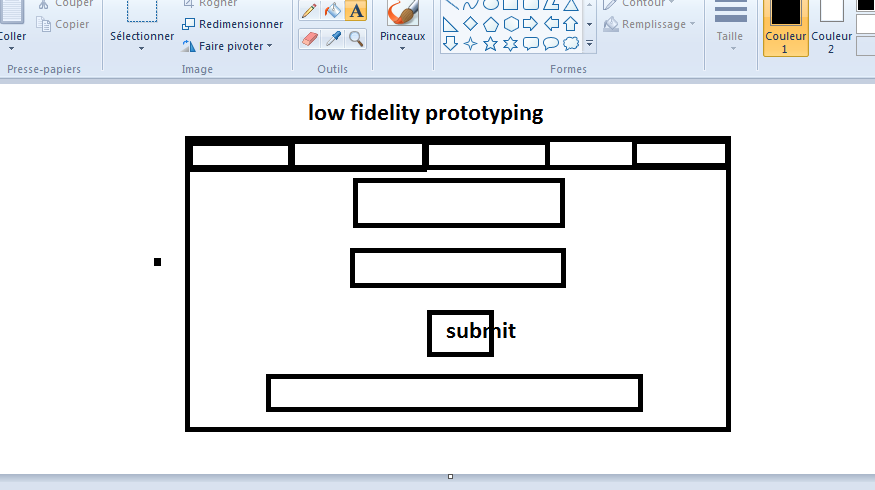 Couper
Rogner
Contour
Coller
Copier
Sélectionner
Redimensionner
Faire pivoter
A
Pinceaux
Remplissage
Taille
Couleur 1
Couleur 2
Presse-papiers
Image
Outils
Formes
low fidelity prototyping
submit